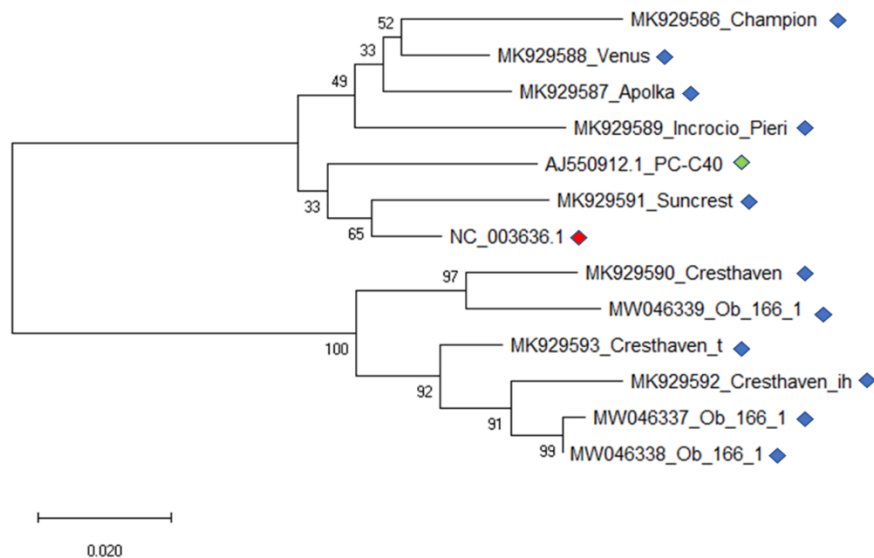 52
MK929586_Champion
33
MK929588_Venus
49
MK929587_Apolka
MK929589_Incrocio_Pieri
AJ550912.1_PC-C40
33
MK929591_Suncrest
65
NC_003636.1
97
MK929590_Cresthaven
MW046339_Ob_166_1
100
MK929593_Cresthaven_t
92
MK929592_Cresthaven_ih
91
MW046337_Ob_166_1
99
MW046338_Ob_166_1
0.020